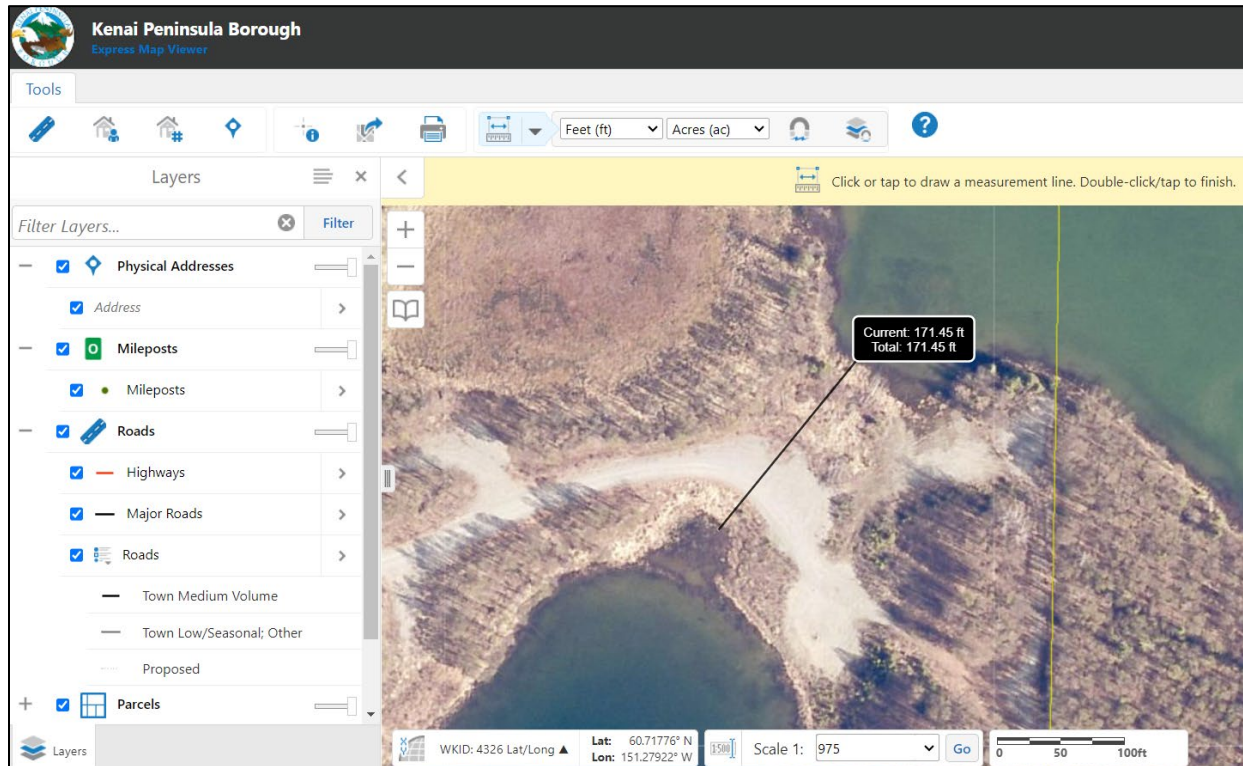 Kenai Peninsula Borough
Express Map Viewer
Tools
Feet (ft)
Acres (ac)
?
Layers
Click or tap to draw a measurement line. Double-click/tap to finish.
Filter Layers...
Filter
Physical Addresses
Address
Mileposts
Mileposts
Roads
Highways
Major Roads
Roads
Town Medium Volume
Town Low/Seasonal; Other
Proposed
Parcels
Layers
Current: 171.45 ft
Total: 171.45 ft
WKID: 4326 Lat/Long ▲
Lat: 60.71776° N
Lon: 151.27922° W
Scale 1: 975
Go
0 50 100ft